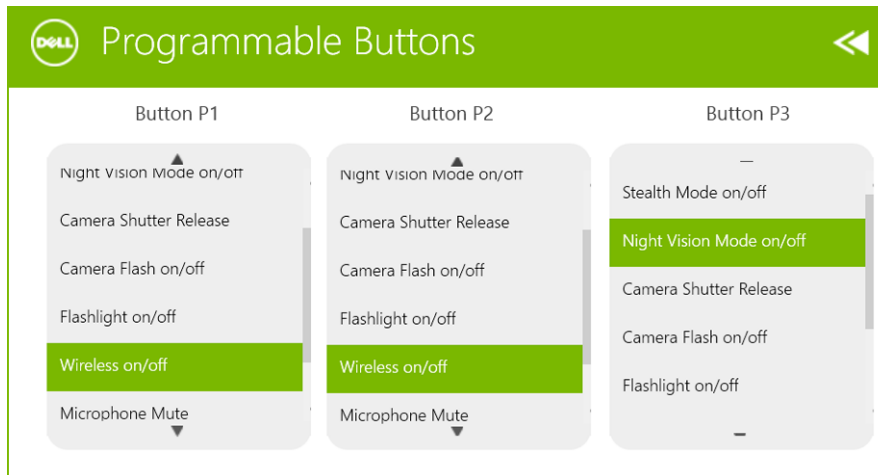 DELL Programmable Buttons
Button P1
Night Vision Mode on/off
Camera Shutter Release
Camera Flash on/off
Flashlight on/off
Wireless on/off
Microphone Mute
Button P2
Night Vision Mode on/off
Camera Shutter Release
Camera Flash on/off
Flashlight on/off
Wireless on/off
Microphone Mute
Button P3
Stealth Mode on/off
Night Vision Mode on/off
Camera Shutter Release
Camera Flash on/off
Flashlight on/off